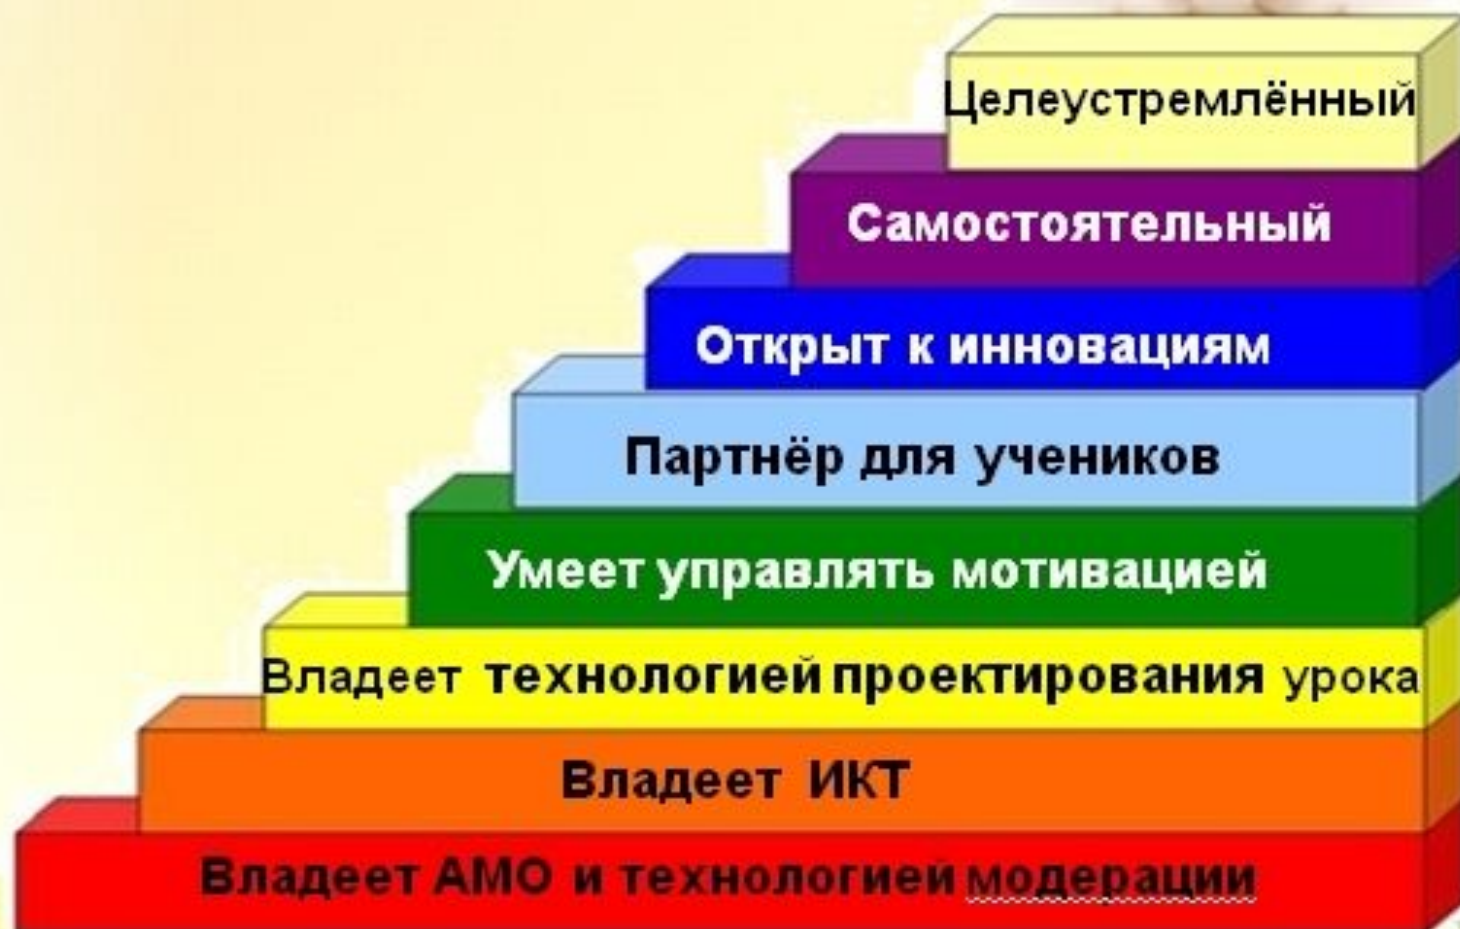 Целеустремлённый
Самостоятельный
Открыт к инновациям
Партнёр для учеников
Умеет управлять мотивацией
Владеет технологией проектирования урока
Владеет ИКТ
Владеет АМО и технологией модерации